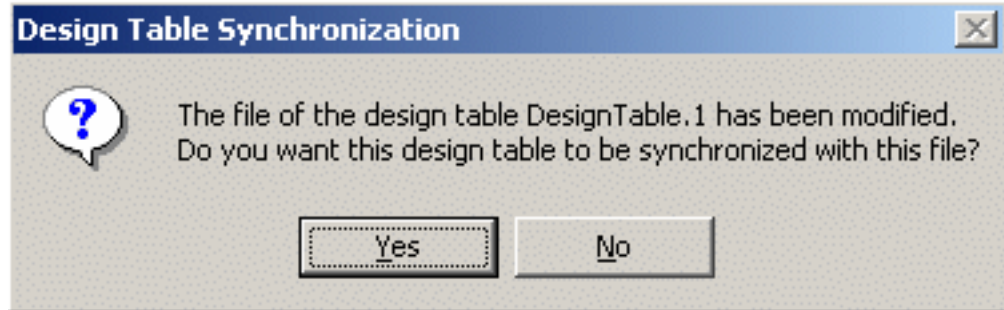 Design Table Synchronization
The file of the design table DesignTable.1 has been modified.
Do you want this design table to be synchronized with this file?
Yes No